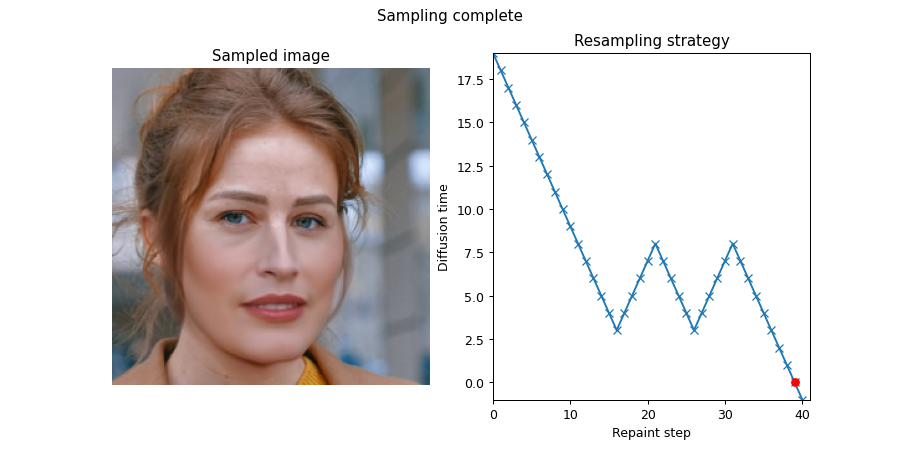 Sampling complete
Sampled image
Resampling strategy
17.5
15.0
12.5
10.0
7.5
5.0
2.5
0.0
Diffusion time
0 10 20 30 40
Repaint step